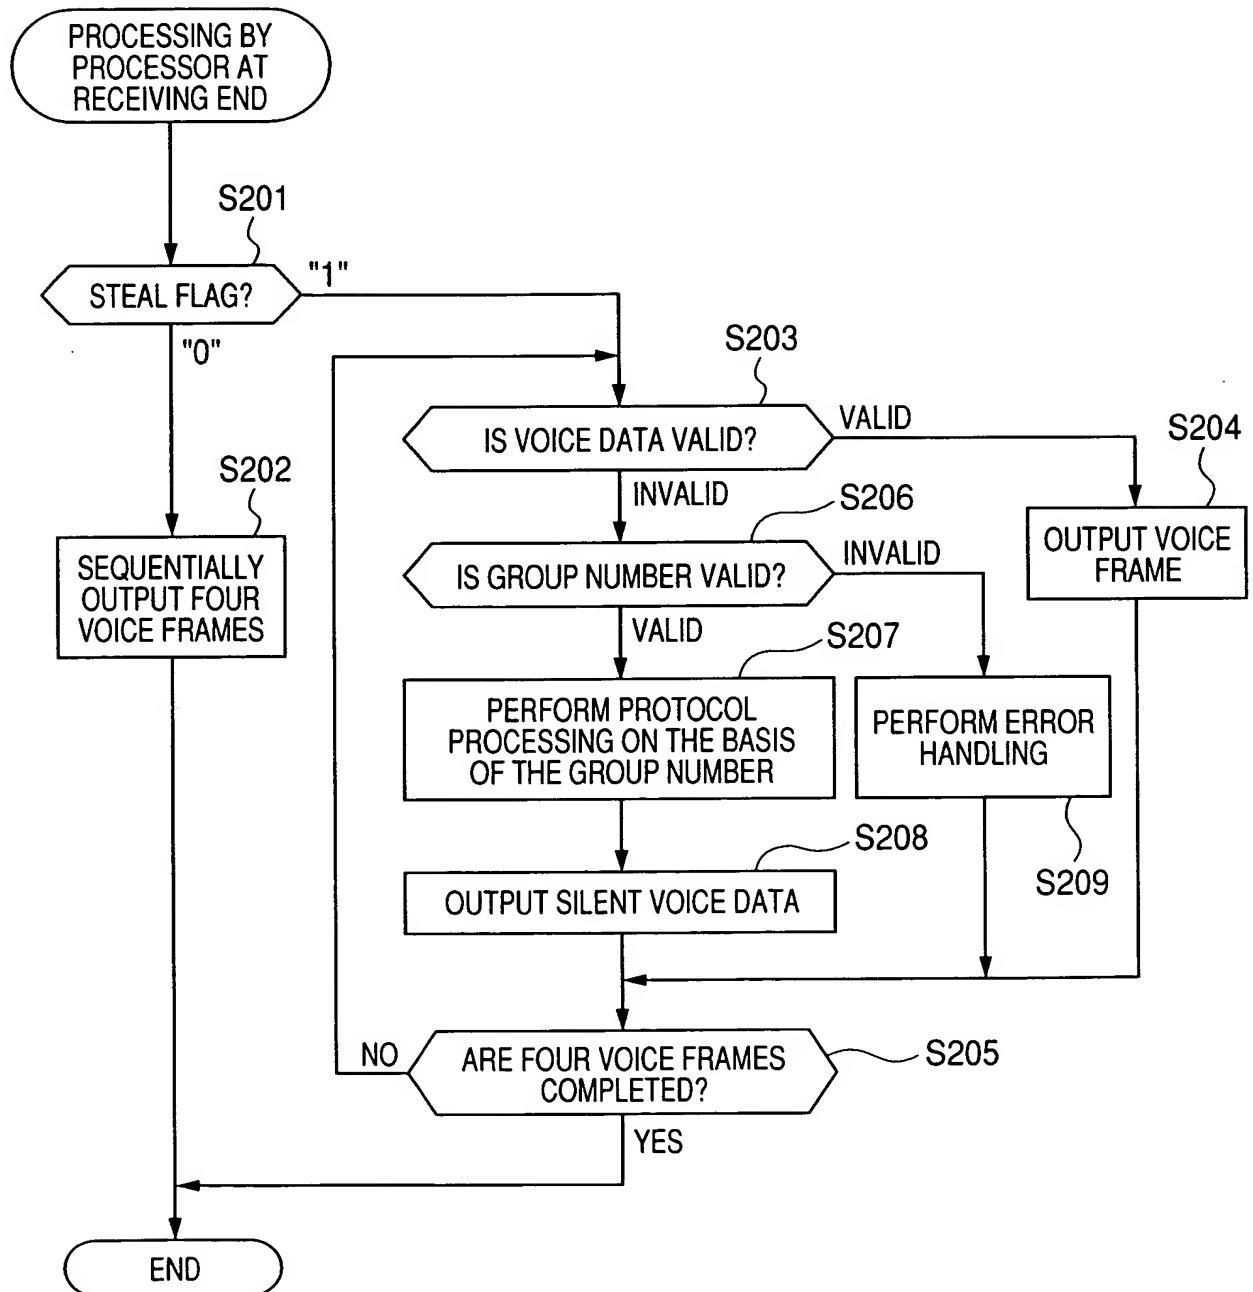 PROCESSING BY
PROCESSOR AT
RECEIVING END
S201
STEAL FLAG?
"1"
"0"
S202
SEQUENTIALLY
OUTPUT FOUR
VOICE FRAMES
S203
IS VOICE DATA VALID?
VALID
S204
OUTPUT VOICE
FRAME
INVALID
S206
IS GROUP NUMBER VALID?
INVALID
VALID
S207
PERFORM PROTOCOL
PROCESSING ON THE BASIS
OF THE GROUP NUMBER
PERFORM ERROR
HANDLING
S209
S208
OUTPUT SILENT VOICE DATA
NO
ARE FOUR VOICE FRAMES
COMPLETED?
S205
YES
END